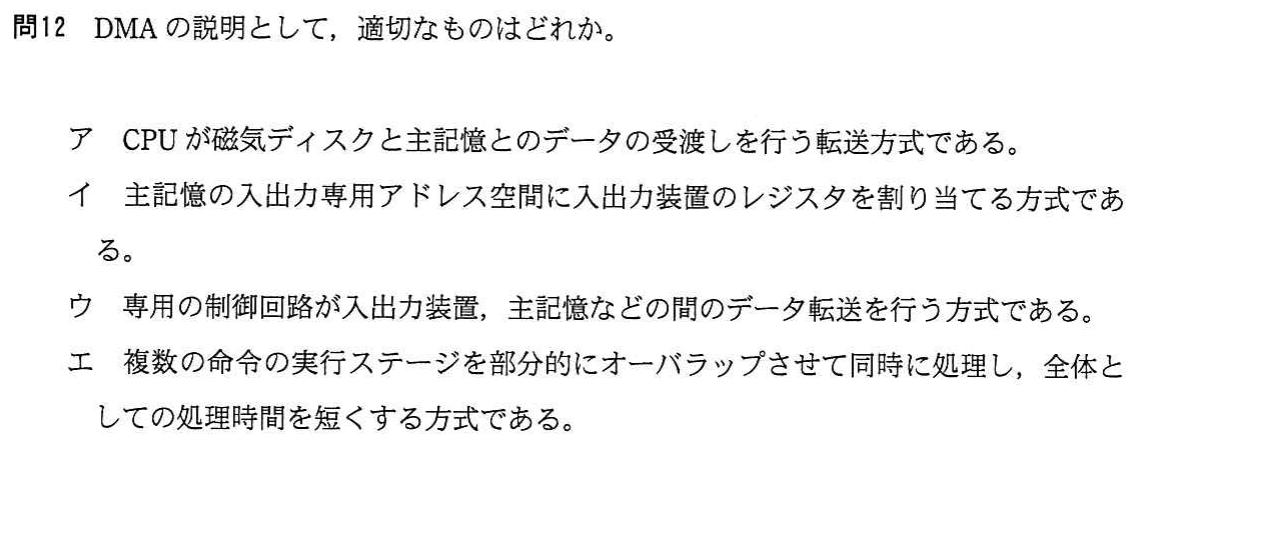 問12 DMA の説明として，適切なものはどれか。
ア CPU が磁気ディスクと主記憶とのデータの受渡しを行う転送方式である。
イ 主記憶の入出力専用アドレス空間に入出力装置のレジスタを割り当てる方式であ
る。
ウ 専用の制御回路が入出力装置，主記憶などの間のデータ転送を行う方式である。
エ 複数の命令の実行ステージを部分的にオーバラップさせて同時に処理し，全体と
しての処理時間を短くする方式である。